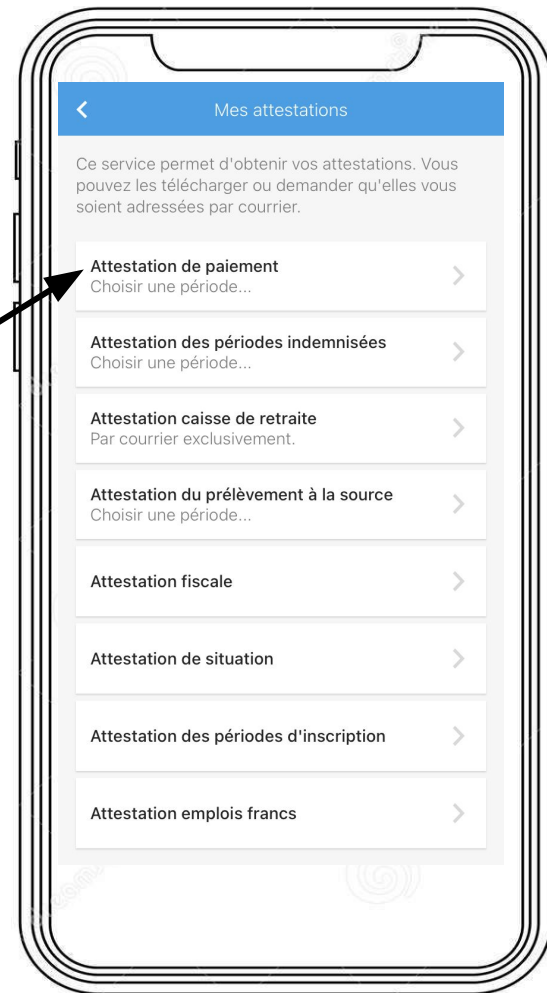 Mes attestations
Ce service permet d'obtenir vos attestations. Vous
pouvez les télécharger ou demander qu'elles vous
soient adressées par courrier.
Attestation de paiement
Choisir une période...
Attestation des périodes indemnisées
Choisir une période...
Attestation caisse de retraite
Par courrier exclusivement.
Attestation du prélèvement à la source
Choisir une période...
Attestation fiscale
Attestation de situation
Attestation des périodes d'inscription
Attestation emplois francs